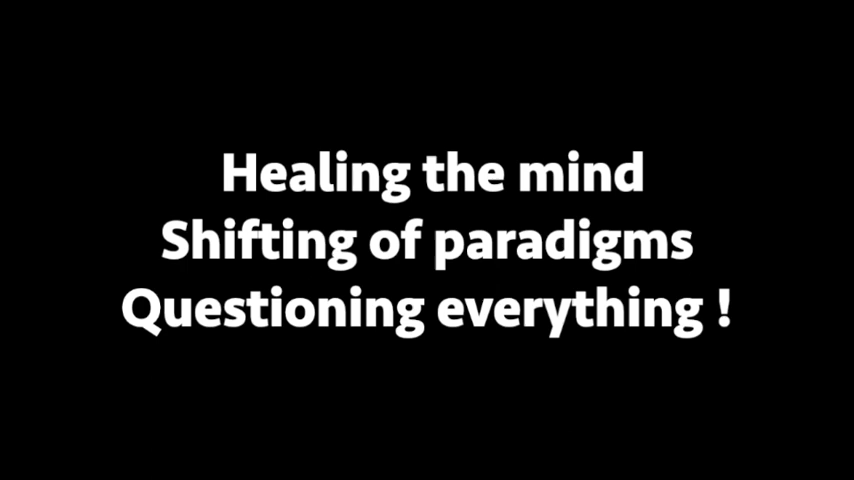 Healing the mind
Shifting of paradigms
Questioning everything !